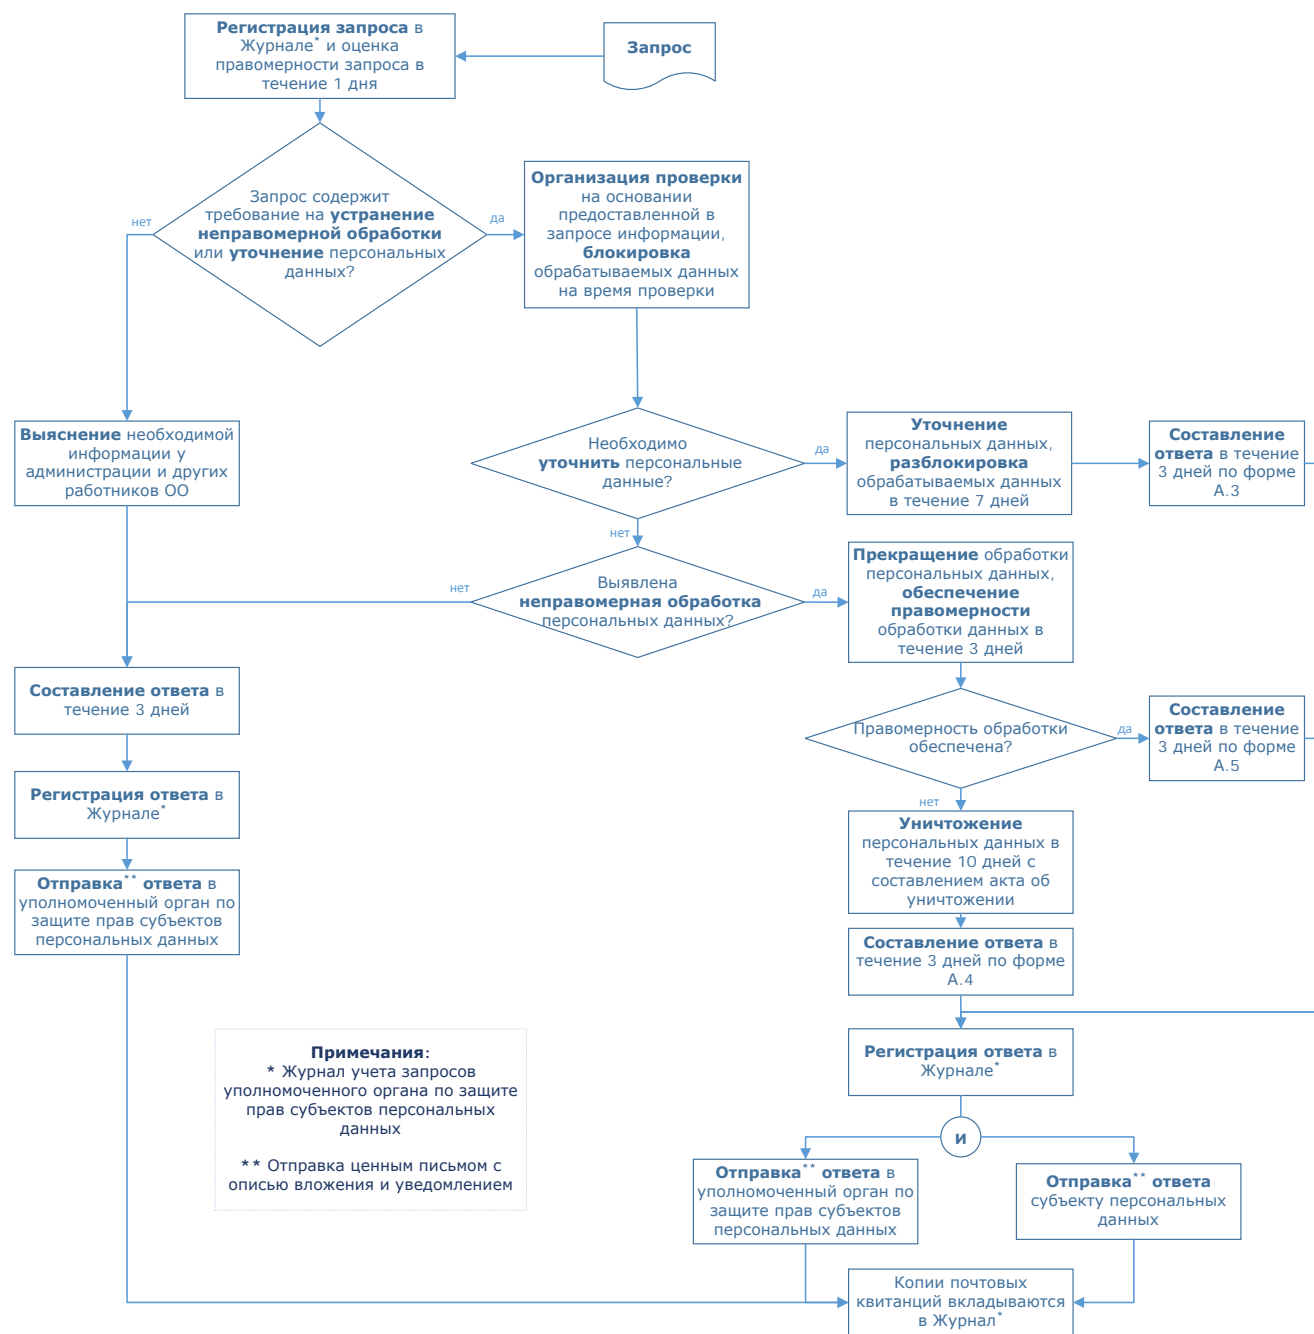 Регистрация запроса в
Журнале* и оценка
правомерности запроса в
течение 1 дня
Запрос
Запрос содержит
требование на устранение
неправомерной обработки
или уточнение персональных
данных?
нет
да
Организация проверки
на основании
предоставленной в
запросе информации,
блокировка
обрабатываемых данных
на время проверки
Выяснение необходимой
информации у
администрации и других
работников ОО
Необходимо
уточнить персональные
данные?
да
Уточнение
персональных данных,
разблокировка
обрабатываемых данных
в течение 7 дней
Составление
ответа в течение
3 дней по форме
А.3
нет
Выявлена
неправомерная обработка
персональных данных?
нет
да
Прекращение обработки
персональных данных,
обеспечение
правомерности
обработки данных в
течение 3 дней
Составление ответа в
течение 3 дней
Правомерность обработки
обеспечена?
да
Составление
ответа в течение
3 дней по форме
А.5
нет
Регистрация ответа в
Журнале*
Уничтожение
персональных данных в
течение 10 дней с
составлением акта об
уничтожении
Отправка** ответа в
уполномоченный орган по
защите прав субъектов
персональных данных
Составление ответа в
течение 3 дней по форме
А.4
Примечания:
* Журнал учета запросов
уполномоченного органа по защите
прав субъектов персональных
данных
** Отправка ценным письмом с
описью вложения и уведомлением
Регистрация ответа в
Журнале*
и
Отправка** ответа в
уполномоченный орган по
защите прав субъектов
персональных данных
Отправка** ответа
субъекту персональных
данных
Копии почтовых
квитанций вкладываются
в Журнал*